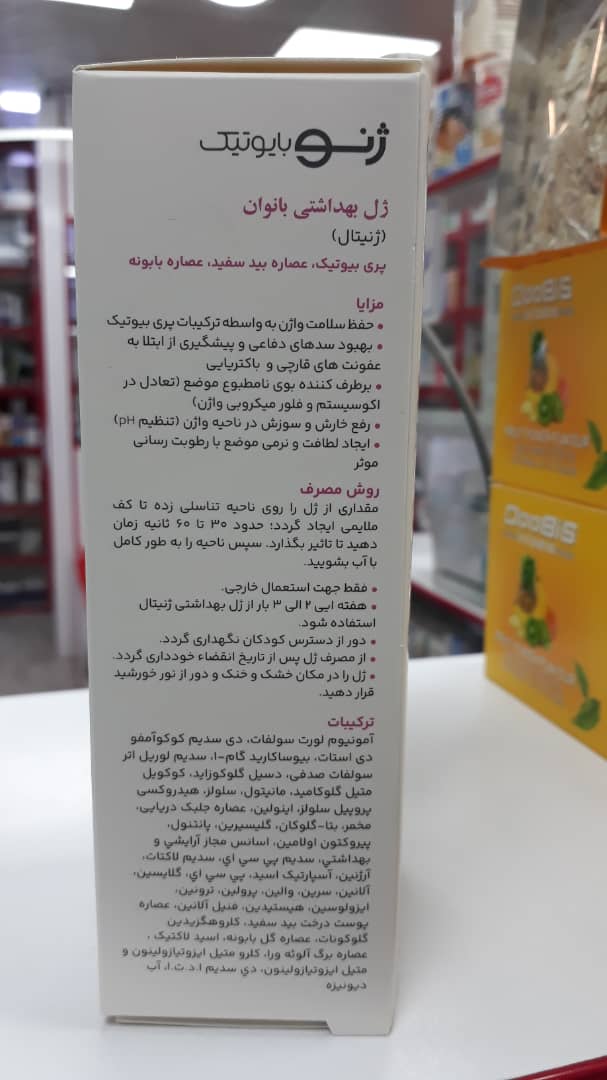 ژنو بایوتیک
ژل بهداشتی بانوان
(ژنیتال)
پری بیوتیک، عصاره بید سفید، عصاره بابونه
مزایا
• حفظ سلامت واژن به واسطه ترکیبات پری بیوتیک
• بهبود سدهای دفاعی و پیشگیری از ابتلا به
عفونت های قارچی و باکتریایی
• برطرف کننده بوی نامطبوع موضع (تعادل در
اکوسیستم و فلور میکروبی واژن)
• رفع خارش و سوزش در ناحیه واژن (تنظیم pH)
• ایجاد لطافت و نرمی موضع با رطوبت رسانی
موثر
روش مصرف
مقداری از ژل را روی ناحیه تناسلی زده تا کف
ملایمی ایجاد گردد؛ حدود ۳۰ تا ۶۰ ثانیه زمان
دهید تا تاثیر بگذارد. سپس ناحیه را به طور کامل
با آب بشویید.
• فقط جهت استعمال خارجی.
• هفته ایی ۲ الی ۳ بار از ژل بهداشتی ژنیتال
استفاده شود.
• دور از دسترس کودکان نگهداری گردد.
• از مصرف ژل پس از تاریخ انقضاء خودداری گردد.
• ژل را در مکان خشک و خنک و دور از نور خورشید
قرار دهید.
ترکیبات
آمونیوم لورت سولفات، دی سدیم کوکوآمفو
دی استات، بیوساکارید گام-۱، سدیم لوریل اتر
سولفات صدفی، دسیل گلوکوزاید، کوکویل
متیل گلوکامید، مانیتول، سلولز، هیدروکسی
پروپیل سلولز، اینولین، عصاره جلبک دریایی،
مخمر، بتا-گلوکان، گلیسیرین، پانتنول،
پیروکتون اولامین، اسانس مجاز آرایشی و
بهداشتی، سدیم پی سی ای، سدیم لاکتات،
آرژنین، آسپارتیک اسید، پی سی ای، گلایسین،
آلانین، سرین، والین، پرولین، ترونین،
ایزولوسین، هیستیدین، فنیل آلانین، عصاره
پوست درخت بید سفید، کلروهگزیدین
گلوکونات، عصاره گل بابونه، اسید لاکتیک ،
عصاره برگ آلوئه ورا، کلرو متیل ایزوتیازولینون و
متیل ایزوتیازولینون، دی سدیم ا.د.ت.ا، آب
دیونیزه